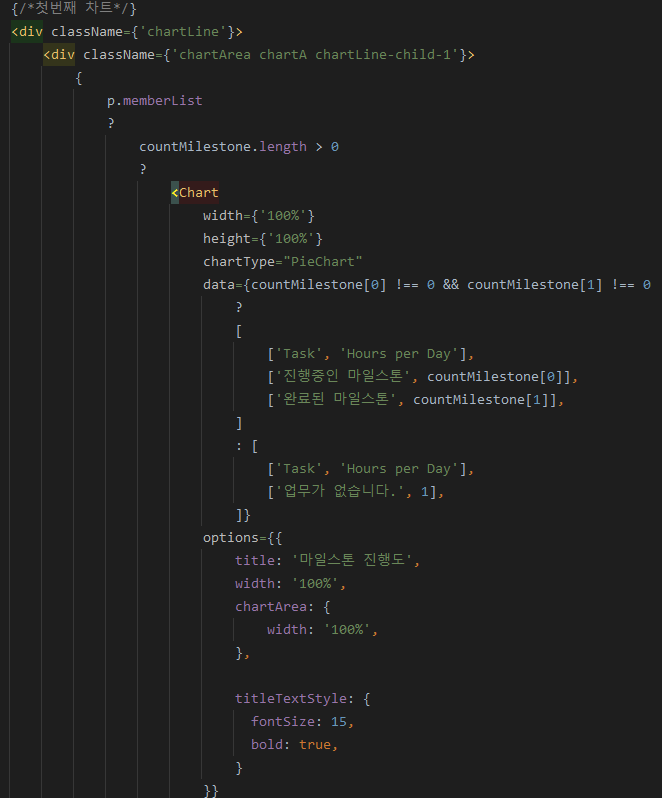 {/*첫번째 차트*/}
<div className={'chartLine'}>
<div className={'chartArea chartA chartLine-child-1'}>
{
p.memberList
?
countMilestone.length > 0
?
<Chart
width={'100%'}
height={'100%'}
chartType="PieChart"
data={countMilestone[0] !== 0 && countMilestone[1] !== 0
?
[
['Task', 'Hours per Day'],
['진행중인 마일스톤', countMilestone[0]],
['완료된 마일스톤', countMilestone[1]],
]
: [
['Task', 'Hours per Day'],
['업무가 없습니다.', 1],
]}
options={{
title: '마일스톤 진행도',
width: '100%',
chartArea: {
width: '100%',
},
titleTextStyle: {
fontSize: 15,
bold: true,
}
}}